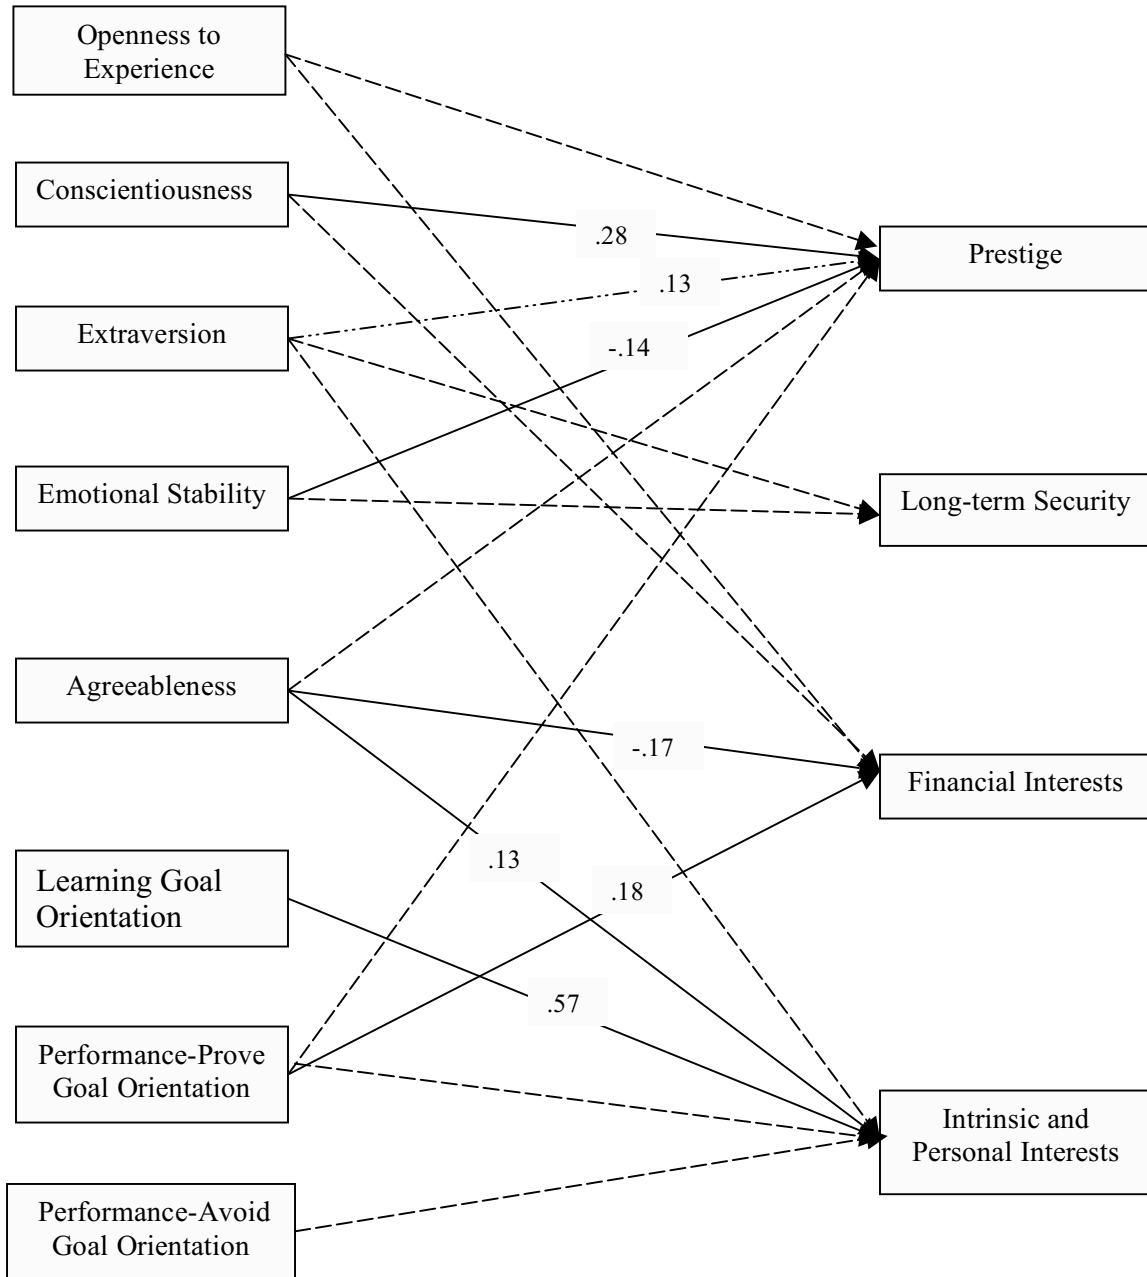 Openness to
Experience
Conscientiousness
.28
Prestige
.13
Extraversion
-.14
Emotional Stability
Long-term Security
Agreeableness
-.17
Financial Interests
.13
Learning Goal
Orientation
.18
.57
Performance-Prove
Goal Orientation
Intrinsic and
Personal Interests
Performance-Avoid
Goal Orientation